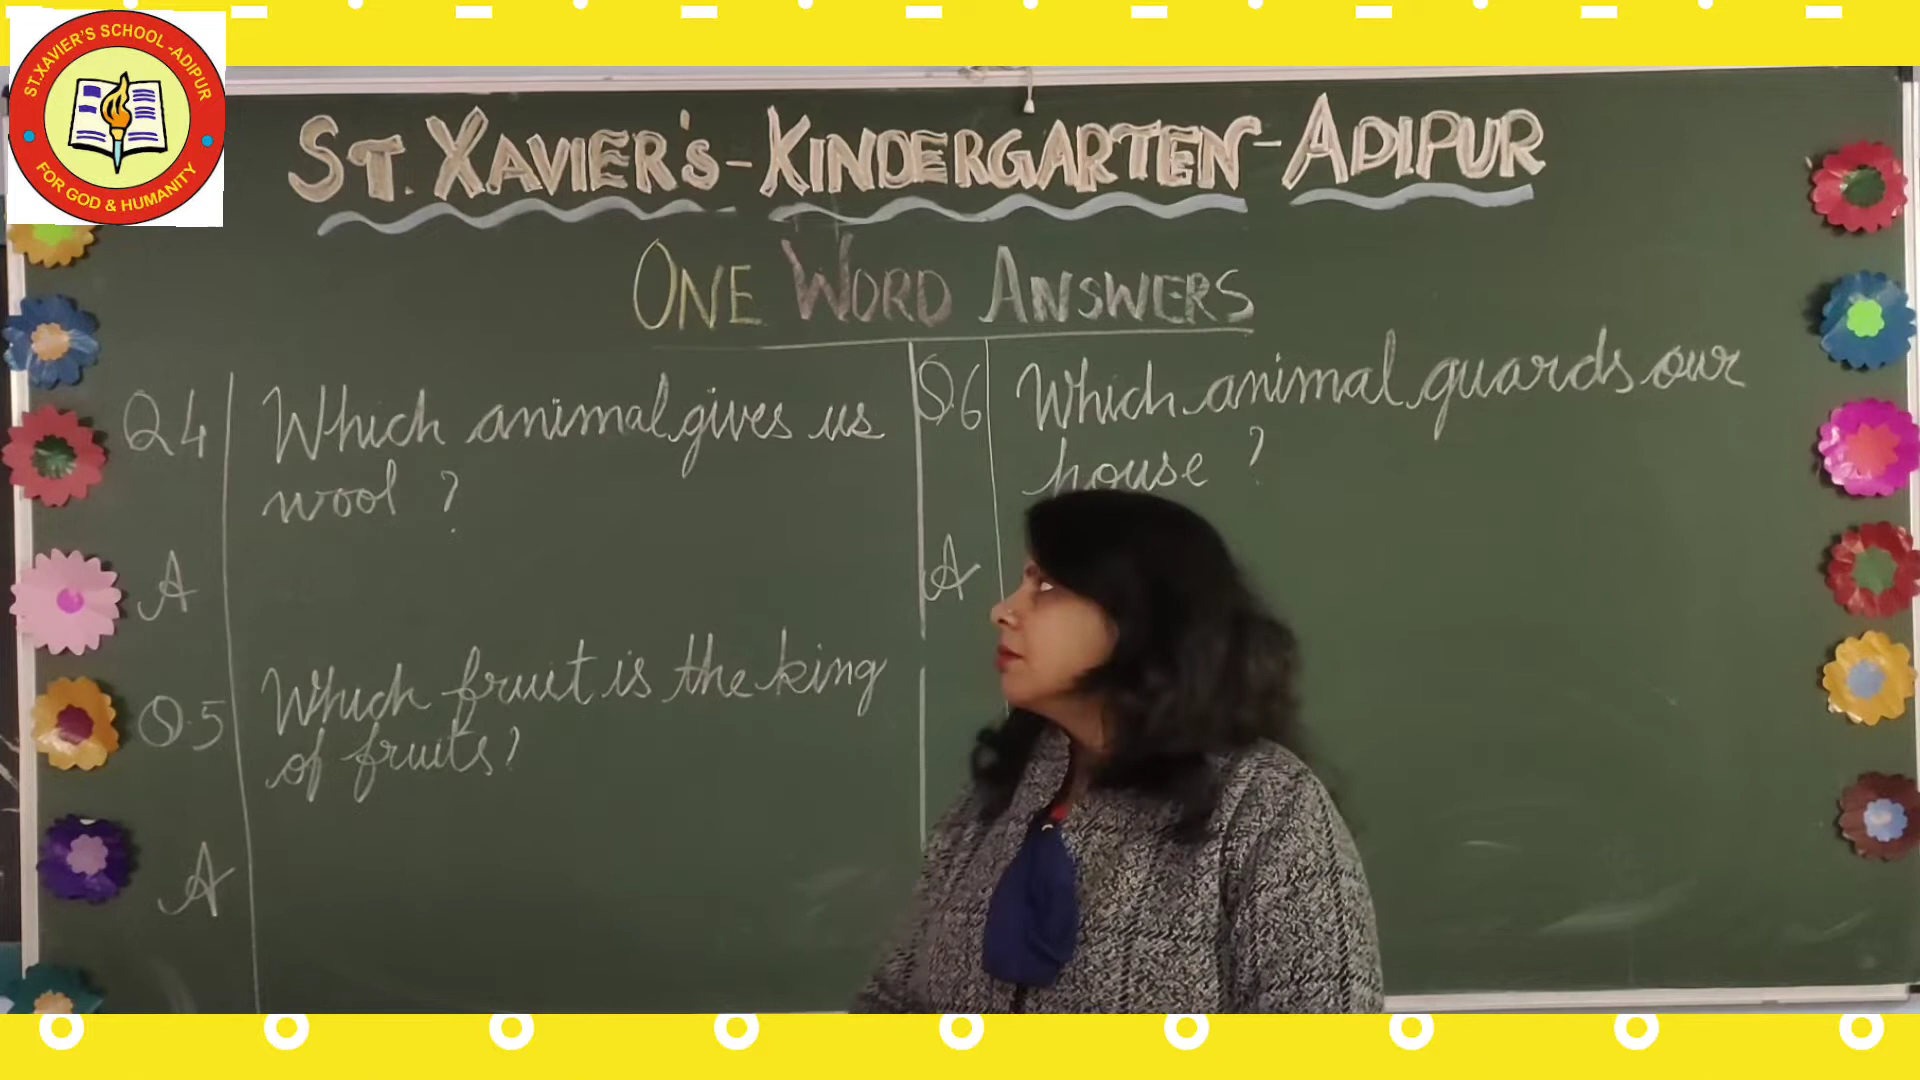 ST.XAVIER'S SCHOOL -ADIPUR
FOR GOD & HUMANITY
ST. XAVIER'S - KINDERGARTEN - ADIPUR
ONE WORD ANSWERS
Q4 Which animal gives us
wool ?
A
Q.5 Which fruit is the king
of fruits?
A
Q.6 Which animal guards our
house ?
A